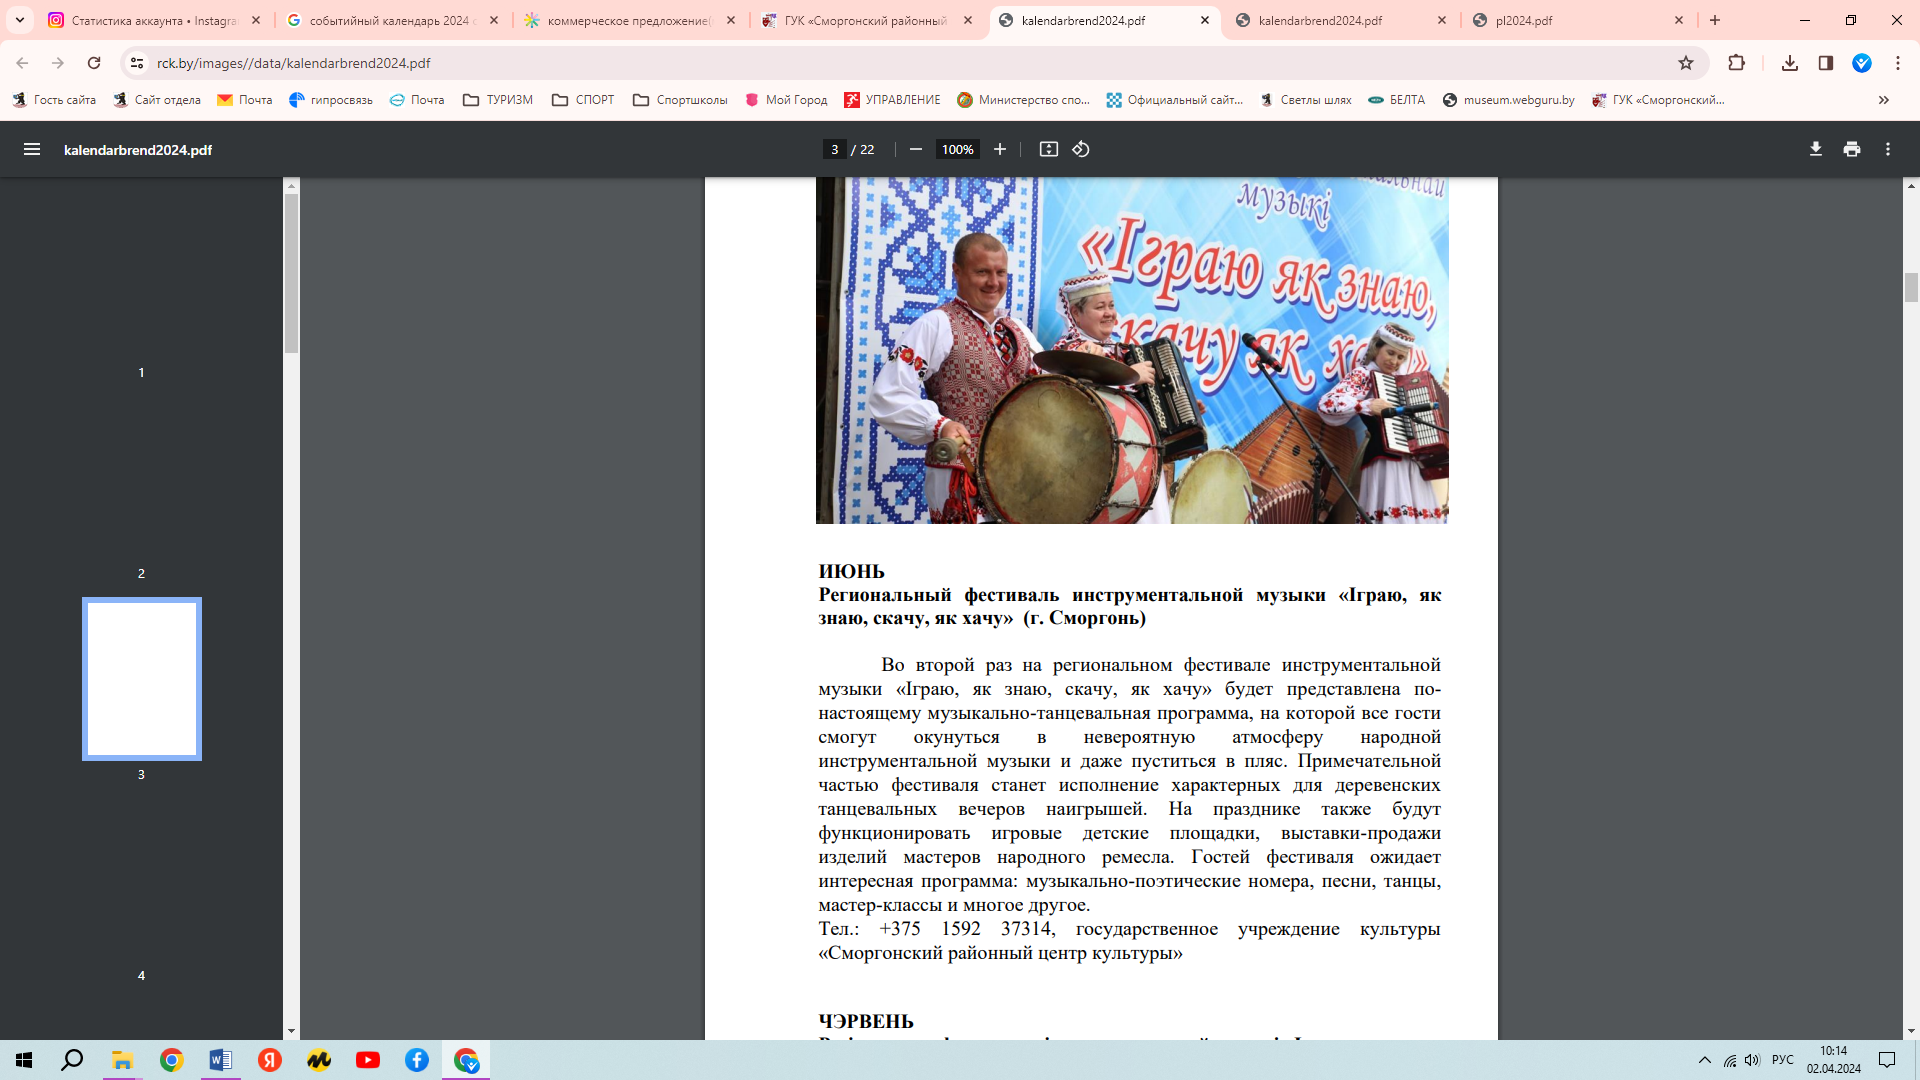 Статистика аккаунта • Instagra
событийный календарь 2024 с
коммерческое предложение(
ГУК «Сморгонский районный
kalendarbrend2024.pdf
kalendarbrend2024.pdf
pl2024.pdf
rck.by/images//data/kalendarbrend2024.pdf
Гость сайта
Сайт отдела
Почта
гипросвязь
Почта
ТУРИЗМ
СПОРТ
Спортшколы
Мой Город
УПРАВЛЕНИЕ
Министерство спо...
Официальный сайт...
Светлы шлях
БЕЛТА
museum.webguru.by
ГУК «Сморгонский...
kalendarbrend2024.pdf
3 / 22
100%
1
2
3
4
музыкі
«Іграю як знаю,
качу як
ИЮНЬ
Региональный фестиваль инструментальной музыки «Іграю, як
знаю, скачу, як хачу» (г. Сморгонь)
Во второй раз на региональном фестивале инструментальной
музыки «Іграю, як знаю, скачу, як хачу» будет представлена по-
настоящему музыкально-танцевальная программа, на которой все гости
смогут окунуться в невероятную атмосферу народной
инструментальной музыки и даже пуститься в пляс. Примечательной
частью фестиваля станет исполнение характерных для деревенских
танцевальных вечеров наигрышей. На празднике также будут
функционировать игровые детские площадки, выставки-продажи
изделий мастеров народного ремесла. Гостей фестиваля ожидает
интересная программа: музыкально-поэтические номера, песни, танцы,
мастер-классы и многое другое.
Тел.: +375 1592 37314, государственное учреждение культуры
«Сморгонский районный центр культуры»
ЧЭРВЕНЬ
РУС
10:14
02.04.2024